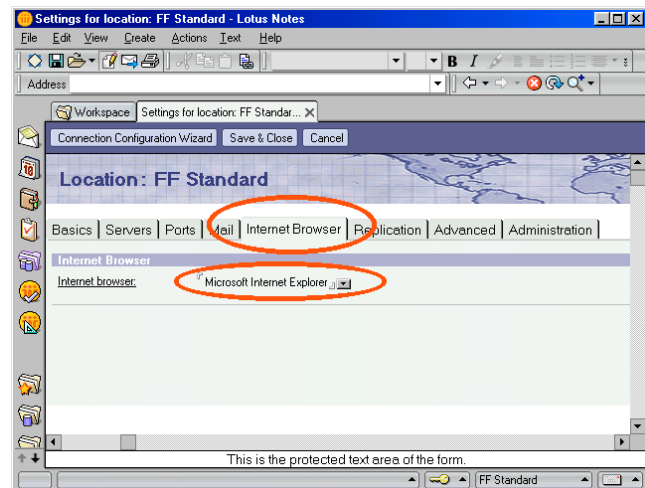 Settings for location: FF Standard - Lotus Notes
File Edit View Create Actions Text Help
B I
Address
Workspace Settings for location: FF Standar...
Connection Configuration Wizard Save & Close Cancel
Location: FF Standard
Basics Servers Ports Mail Internet Browser Replication Advanced Administration
Internet Browser
Internet browser: Microsoft Internet Explorer
This is the protected text area of the form.
FF Standard